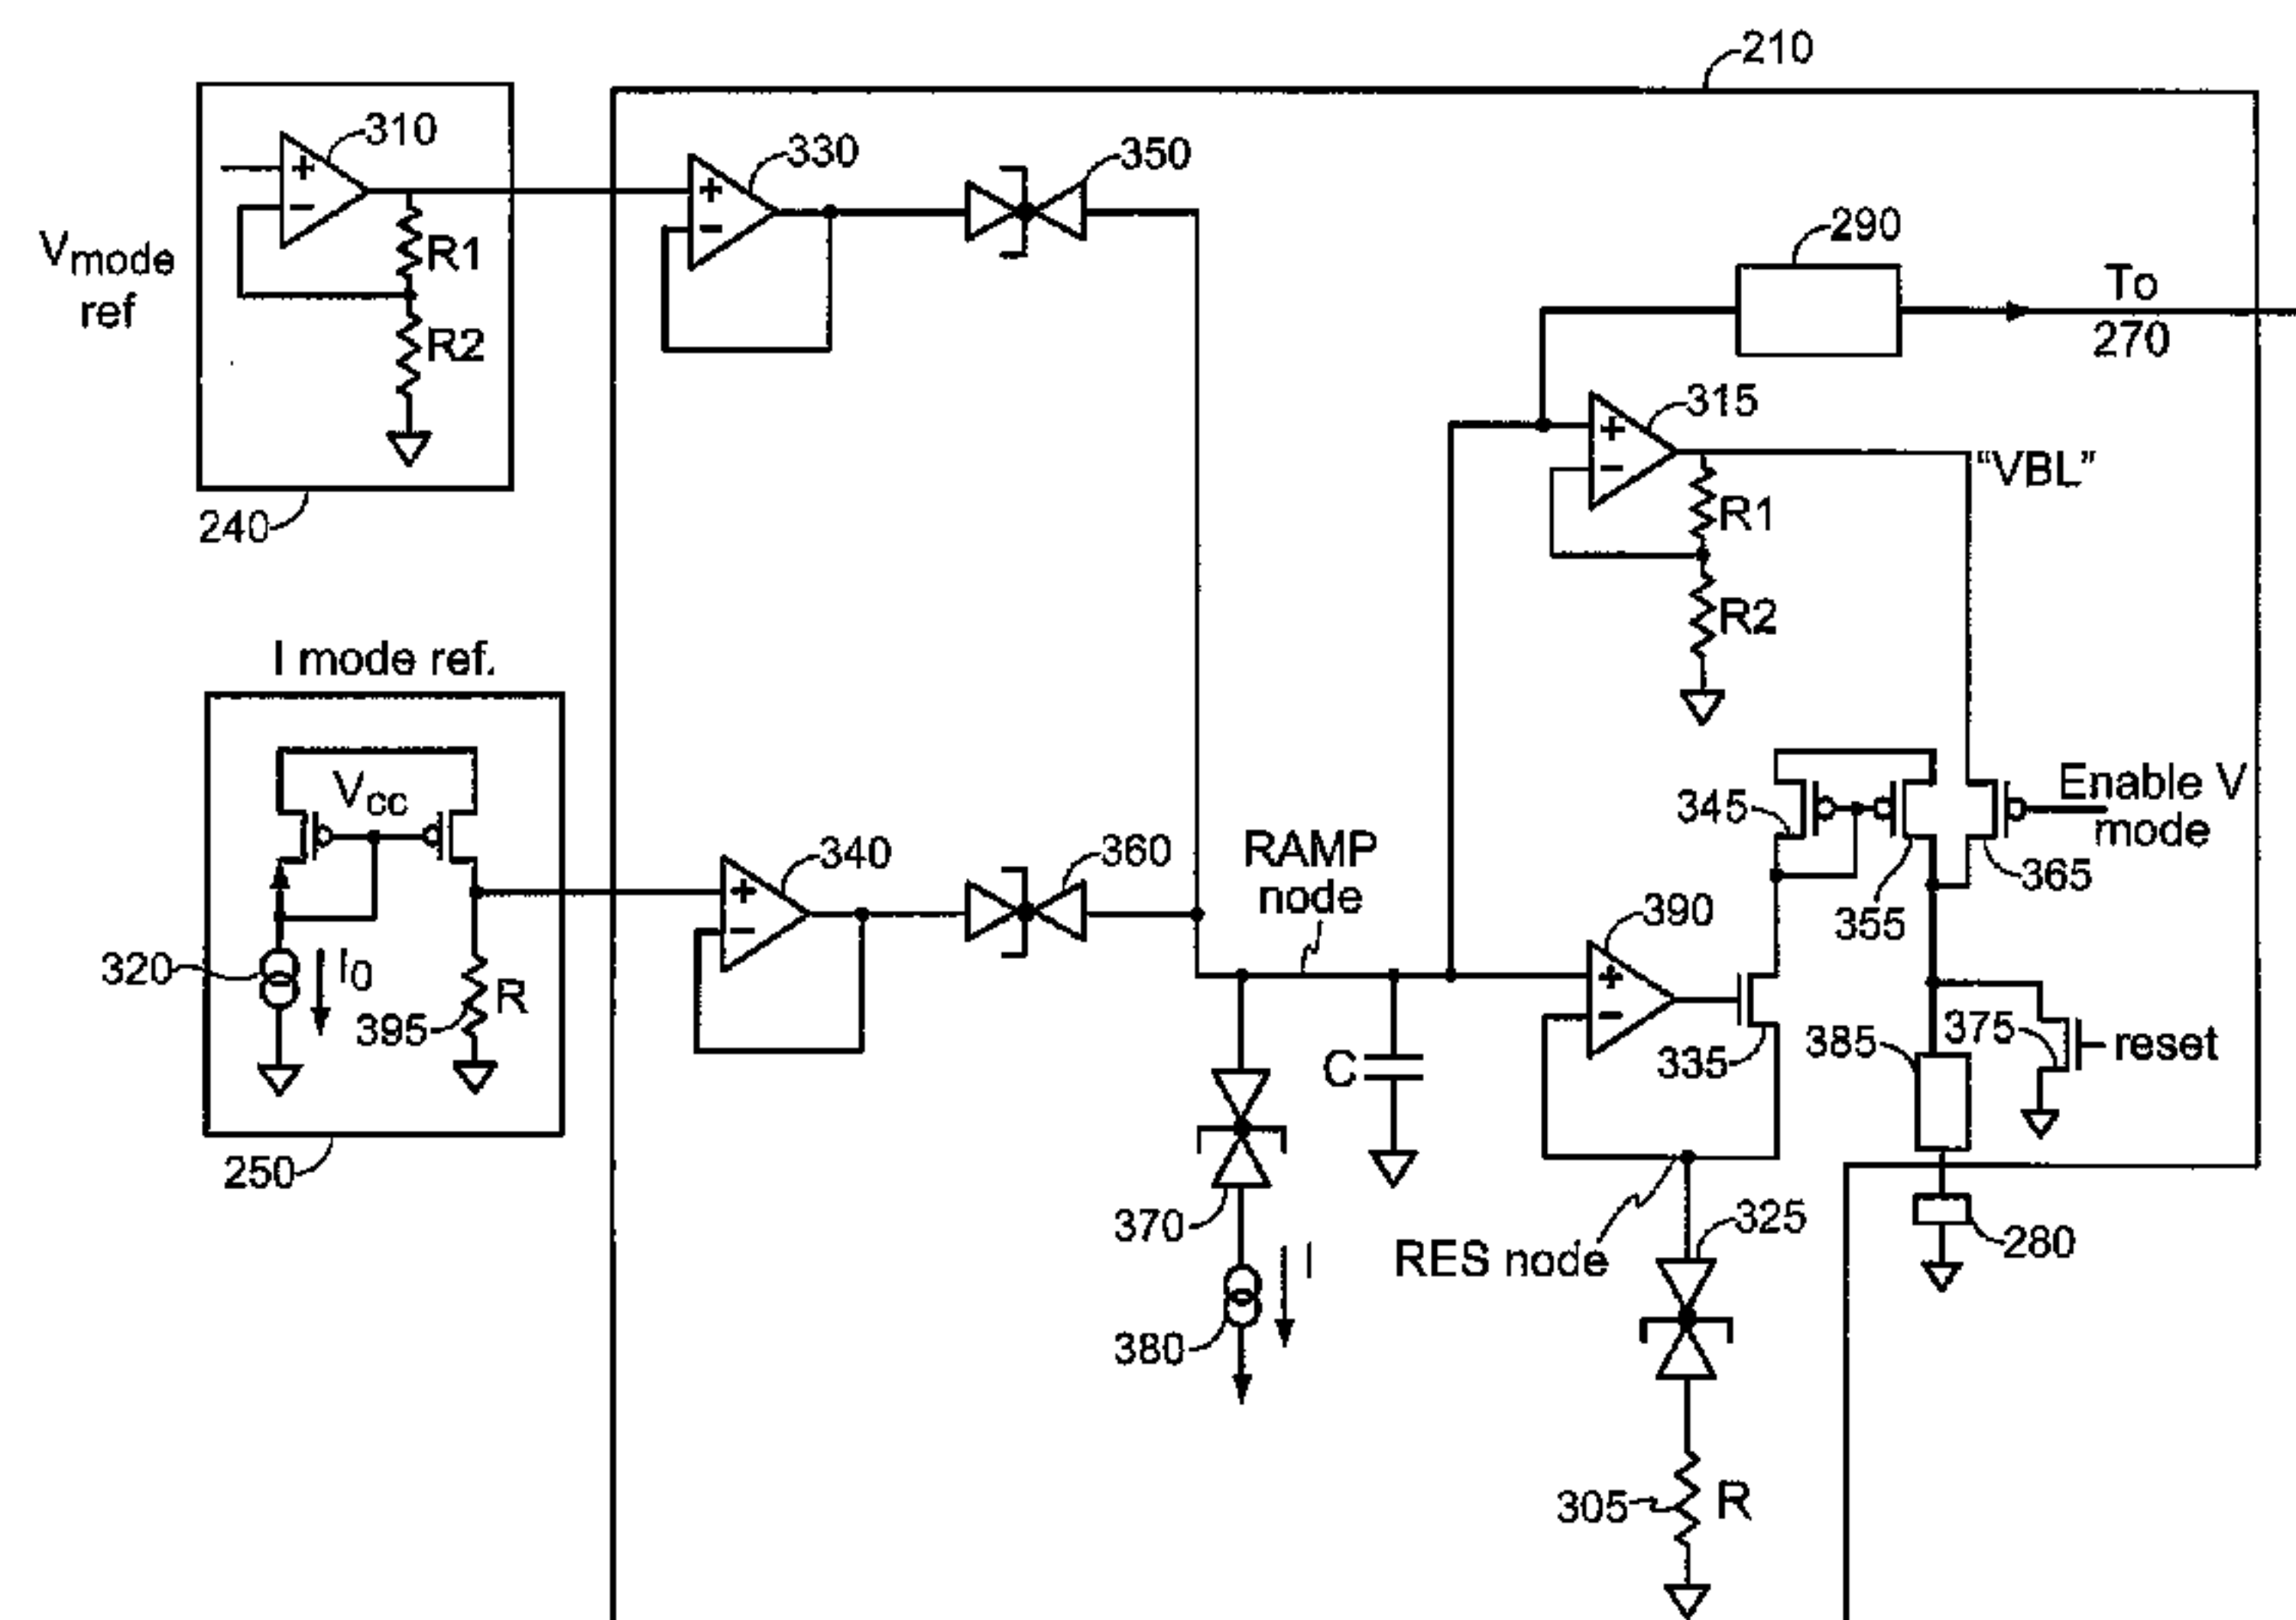 210
310
+
−
R1
R2
Vmode
ref
240
330
+
−
350
290
To
270
315
+
−
"VBL"
R1
R2
I mode ref.
Vcc
320
I0
395
R
250
340
+
−
360
RAMP
node
345
355
365
Enable V
mode
390
+
−
335
C
385
375
reset
370
I
380
RES node
325
280
305
R